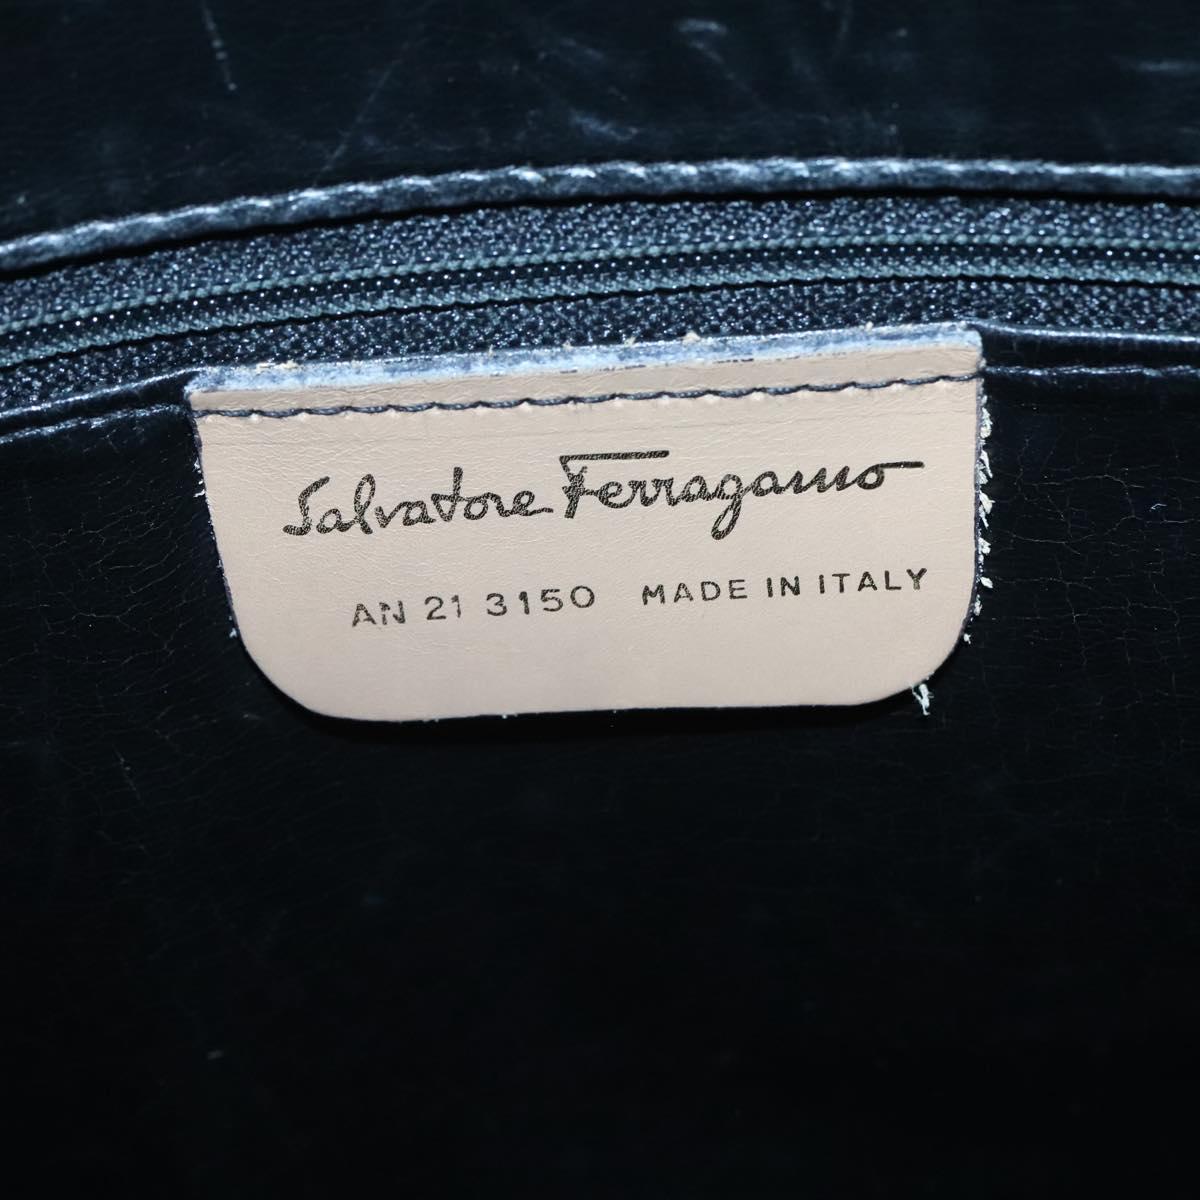 Salvatore Ferragamo
AN 21 3150 MADE IN ITALY